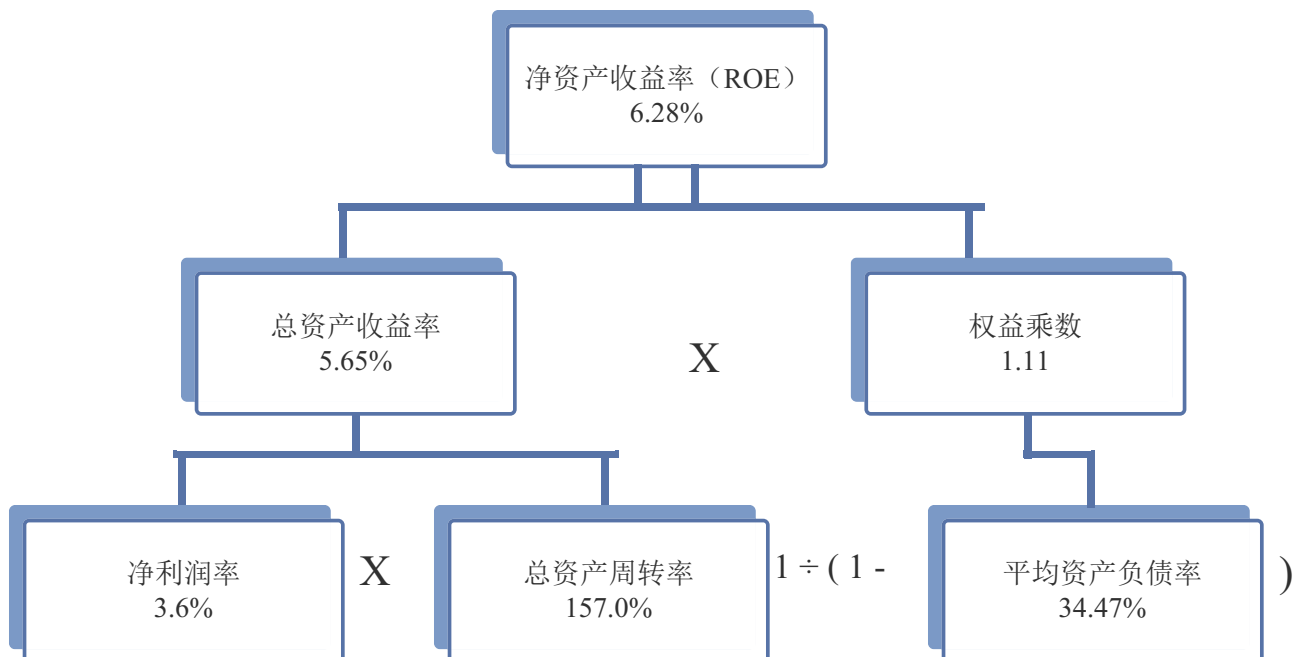 净资产收益率（ROE）
6.28%
总资产收益率
5.65%
X
权益乘数
1.11
净利润率
3.6%
X
总资产周转率
157.0%
1 ÷ ( 1 -
平均资产负债率
34.47%
)